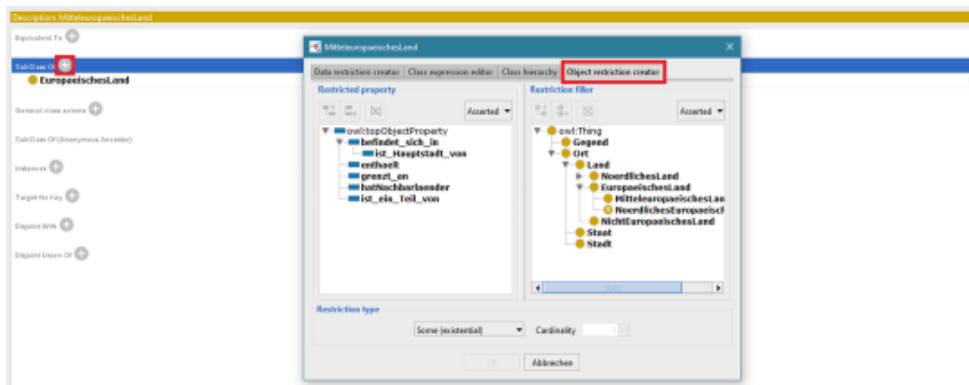 Description: MitteleuropaeischesLand
Equivalent To
SubClass Of
EuropaeischesLand
General class axioms
SubClass Of (Anonymous Ancestor)
Instances
Target for Key
Disjoint With
Disjoint Union Of
MitteleuropaeischesLand
Data restriction creator
Class expression editor
Class hierarchy
Object restriction creator
Restricted property
Asserted
owl:topObjectProperty
befindet_sich_in
ist_Hauptstadt_von
enthaelt
grenzt_an
hatNachbarlaender
ist_ein_Teil_von
Restriction filler
Asserted
owl:Thing
Gegend
Ort
Land
NoerdlichesLand
EuropaeischesLand
MitteleuropaeischesLan
NoerdlichesEuropaeisch
NichtEuropaeischesLand
Staat
Stadt
Restriction type
Some (existential)
Cardinality
Abbrechen